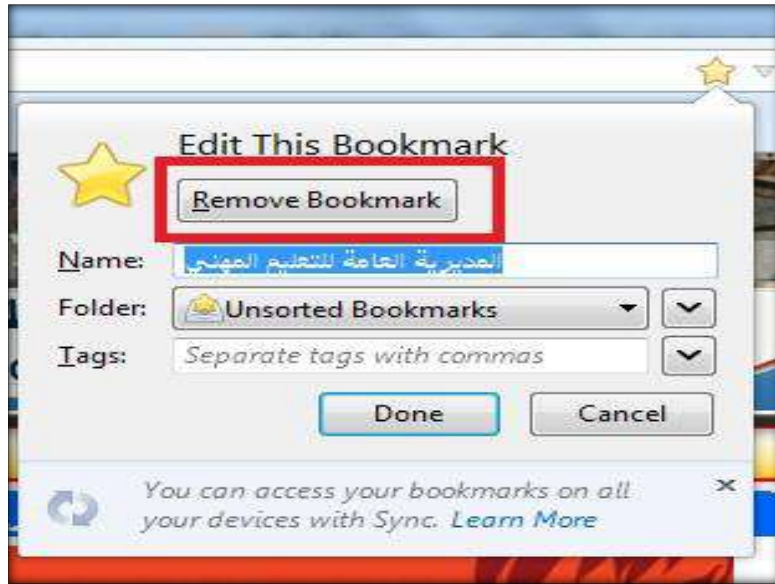 Edit This Bookmark
Remove Bookmark
Name: المديرية العامة للتعليم المهني
Folder: Unsorted Bookmarks
Tags: Separate tags with commas
Done Cancel
You can access your bookmarks on all
your devices with Sync. Learn More